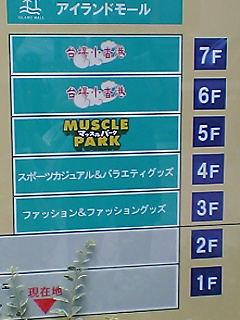 ISLAND MALL
アイランドモール
台場小香港 7F
台場小香港 6F
MUSCLE
マッスルパーク
PARK
5F
スポーツカジュアル&バラエティグッズ 4F
ファッション&ファッショングッズ 3F
2F
現在地 1F